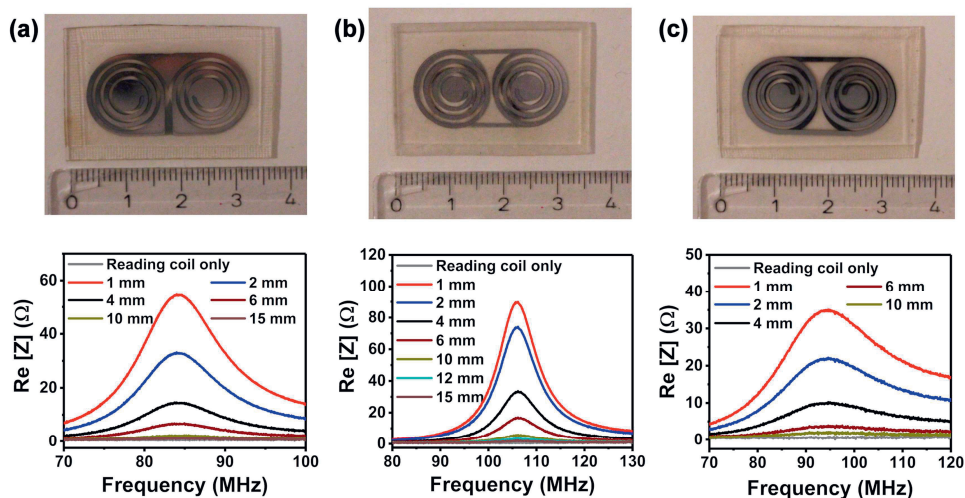 (a)
(b)
(c)
0 1 2 3 4
0 1 2 3 4
0 1 2 3 4
Re [Z] (Ω)
60
40
20
0
Reading coil only
1 mm 2 mm
4 mm 6 mm
10 mm 15 mm
70 80 90 100
Frequency (MHz)
Re [Z] (Ω)
120
100
80
60
40
20
0
Reading coil only
1 mm
2 mm
4 mm
6 mm
10 mm
12 mm
15 mm
80 90 100 110 120 130
Frequency (MHz)
Re [Z] (Ω)
50
40
30
20
10
0
Reading coil only
1 mm 6 mm
2 mm 10 mm
4 mm
70 80 90 100 110 120
Frequency (MHz)